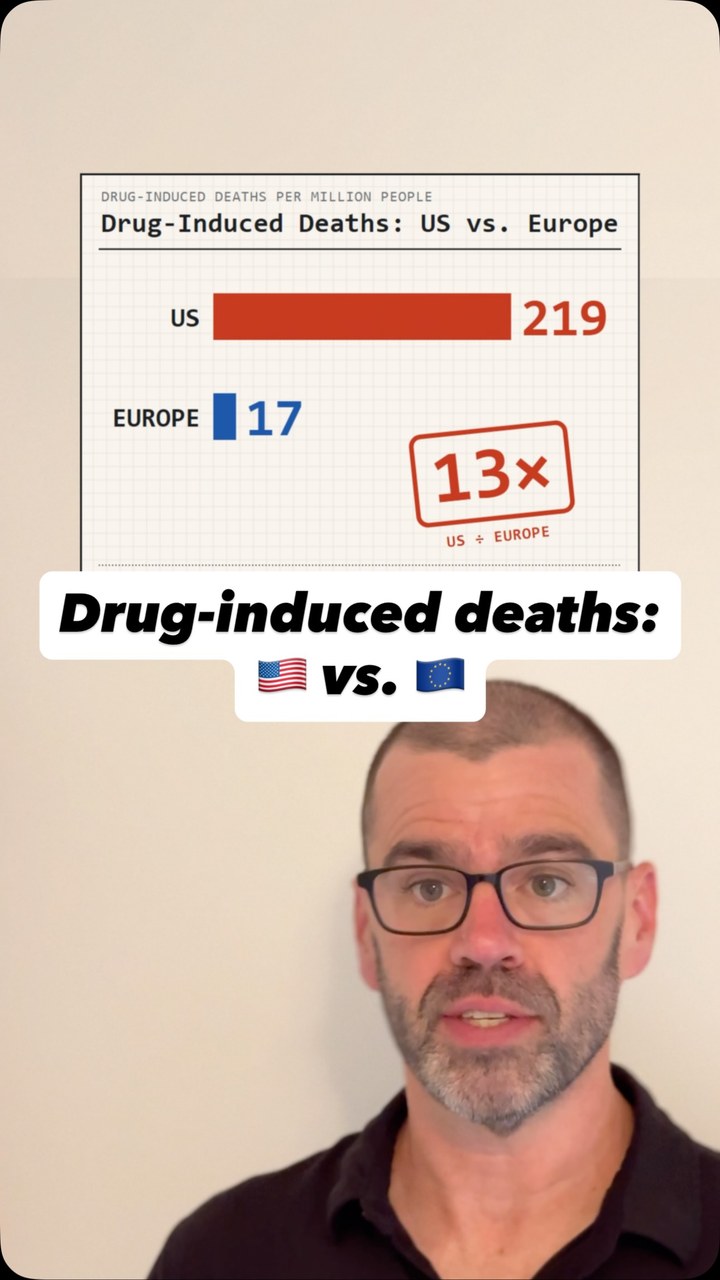 DRUG-INDUCED DEATHS PER MILLION PEOPLE
Drug-Induced Deaths: US vs. Europe
US 219
EUROPE 17
13×
US ÷ EUROPE
Drug-induced deaths:
🇺🇸 vs. 🇪🇺